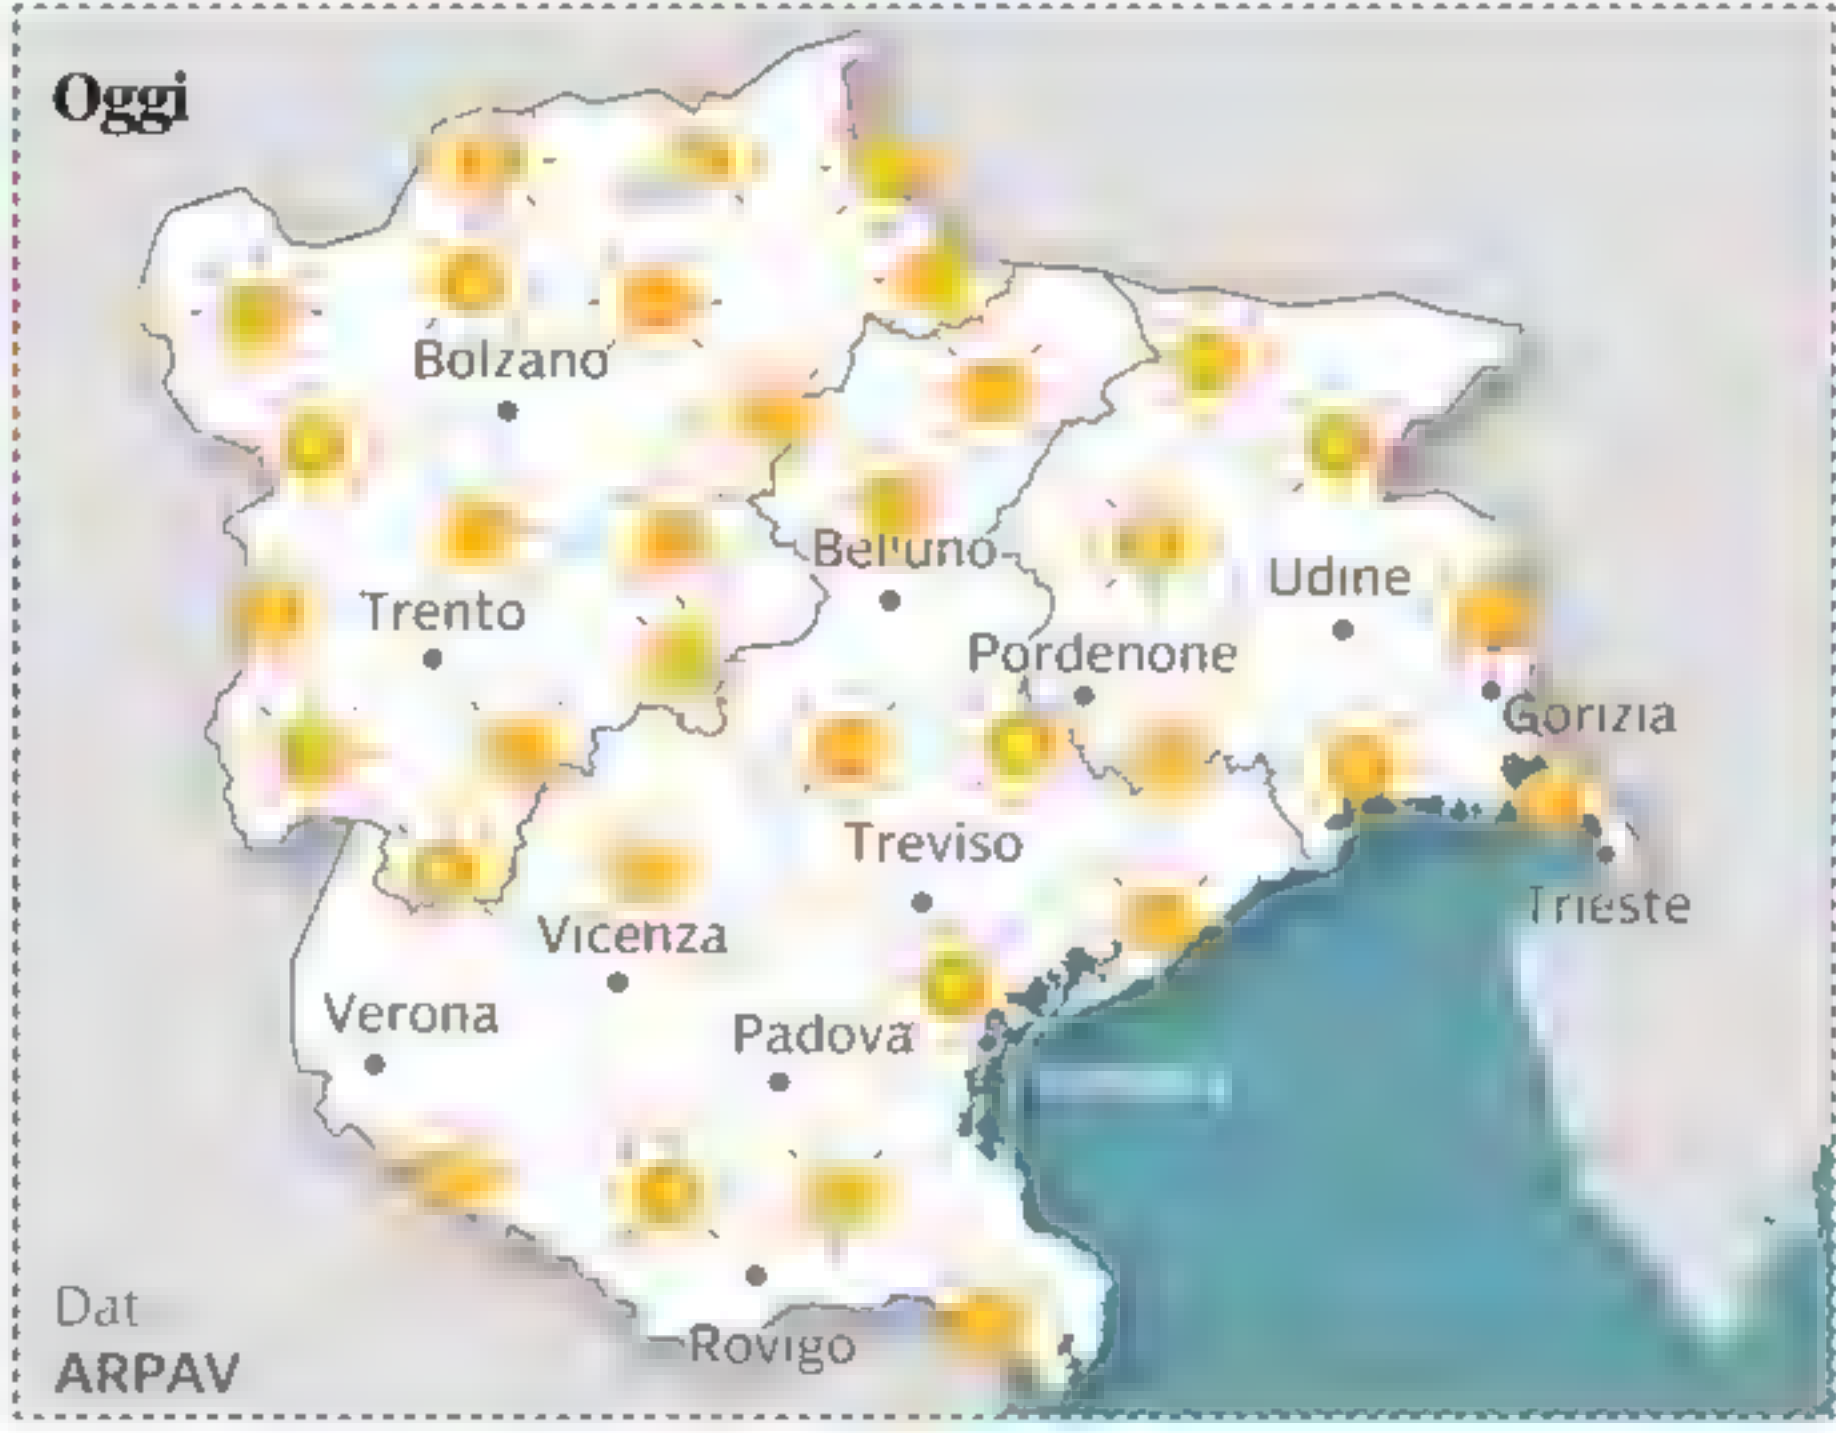 Oggi
Bolzano
Belluno
Udine
Trento
Pordenone
Gorizia
Treviso
Trieste
Vicenza
Verona
Padova
Dat
Rovigo
ARPAV